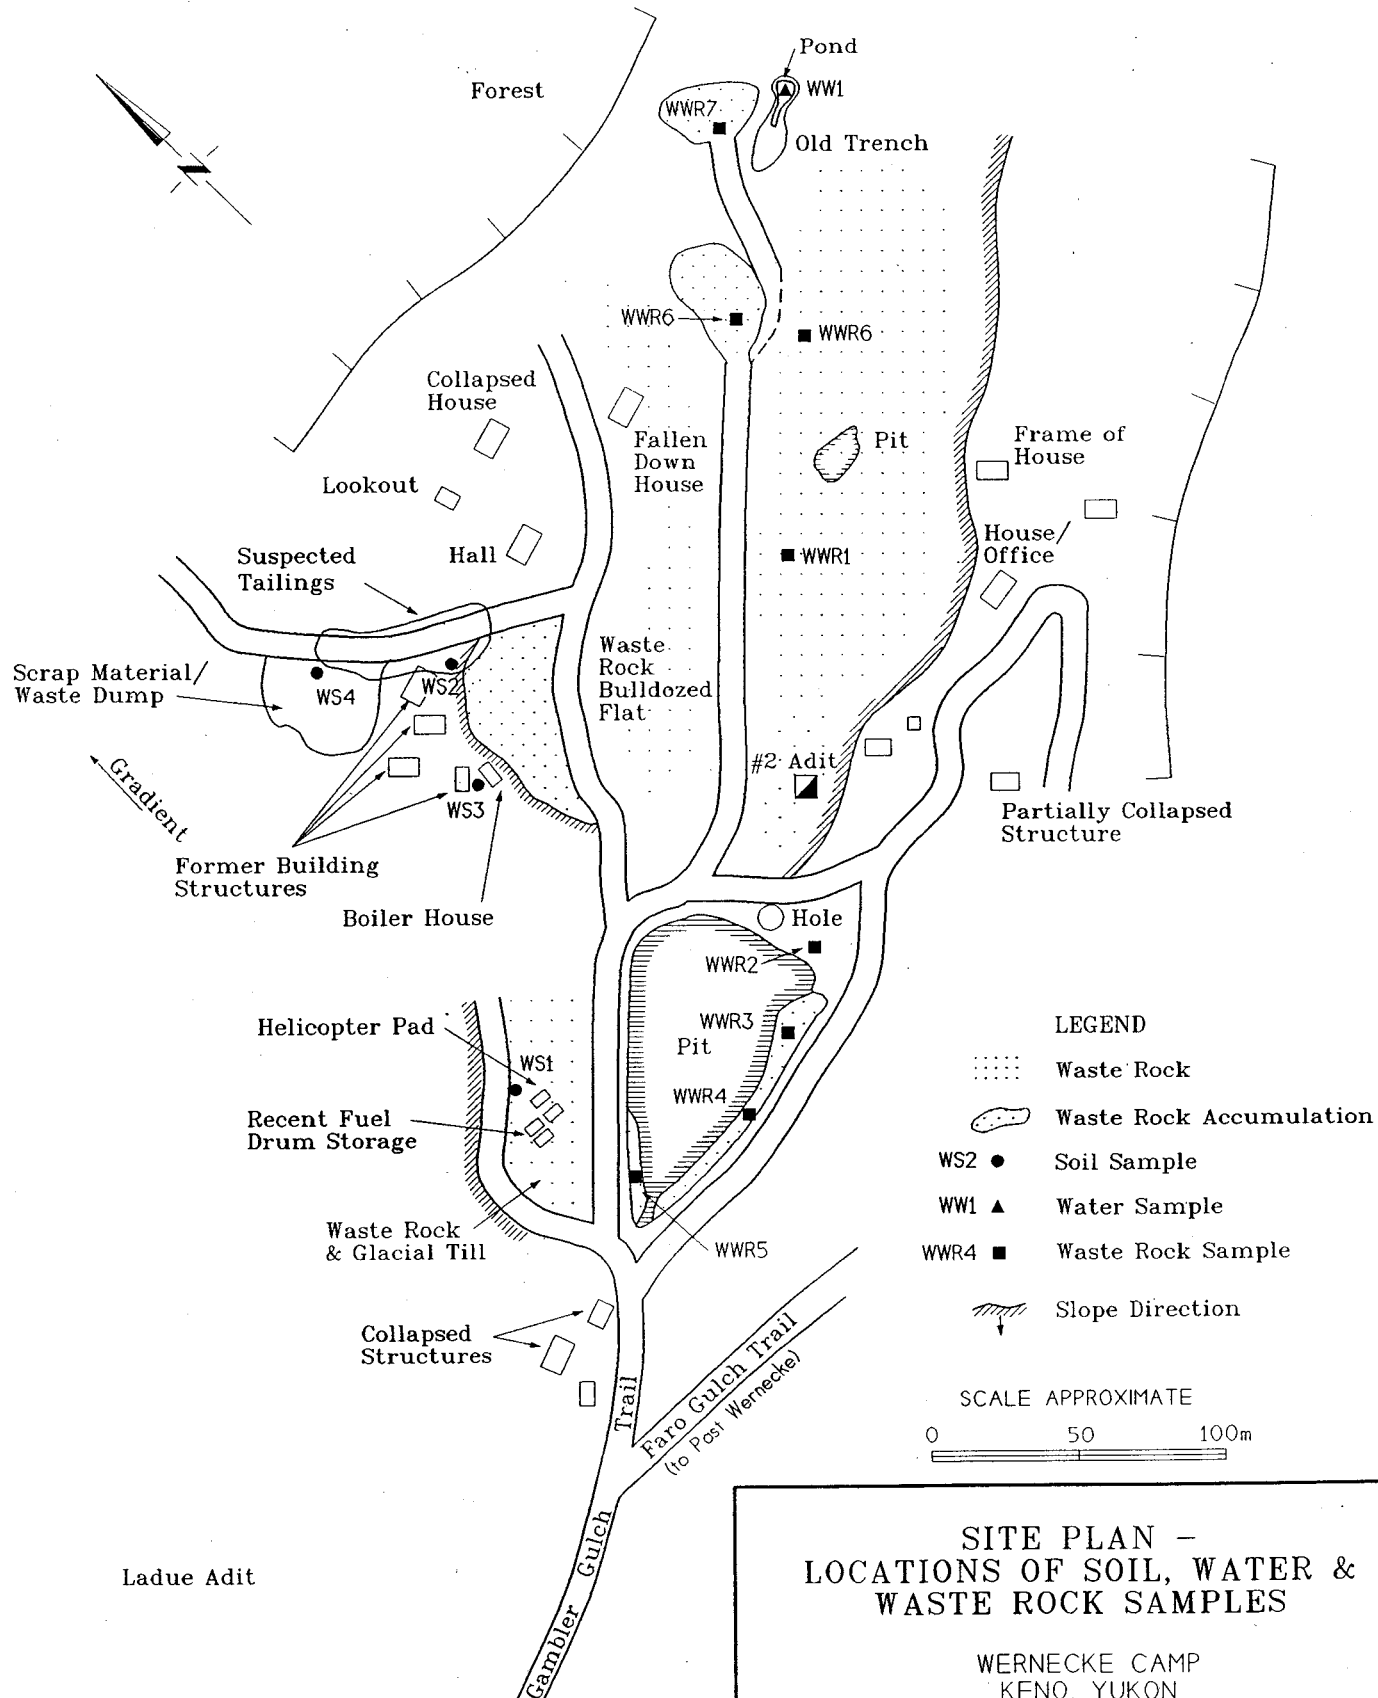 Pond
Forest
WW1
WWR7
Old Trench
N
WWR6
WWR6
Collapsed
House
Fallen
Down
House
Pit
Frame of
House
Lookout
House/
Office
Suspected
Tailings
Hall
WWR1
Waste
Rock
Bulldozed
Flat
Scrap Material/
Waste Dump
WS4
WS2
#2 Adit
Gradient
WS3
Partially Collapsed
Structure
Former Building
Structures
Boiler House
Hole
WWR2
Helicopter Pad
WWR3
Pit
WS1
WWR4
Recent Fuel
Drum Storage
Waste Rock
& Glacial Till
WWR5
LEGEND
Waste Rock
Waste Rock Accumulation
WS2 Soil Sample
WW1 Water Sample
WWR4 Waste Rock Sample
Slope Direction
Collapsed
Structures
Faro Gulch Trail
(to Past Wernecke)
Gambler Gulch Trail
SCALE APPROXIMATE
0 50 100m
Ladue Adit
SITE PLAN –
LOCATIONS OF SOIL, WATER &
WASTE ROCK SAMPLES
WERNECKE CAMP
KENO, YUKON